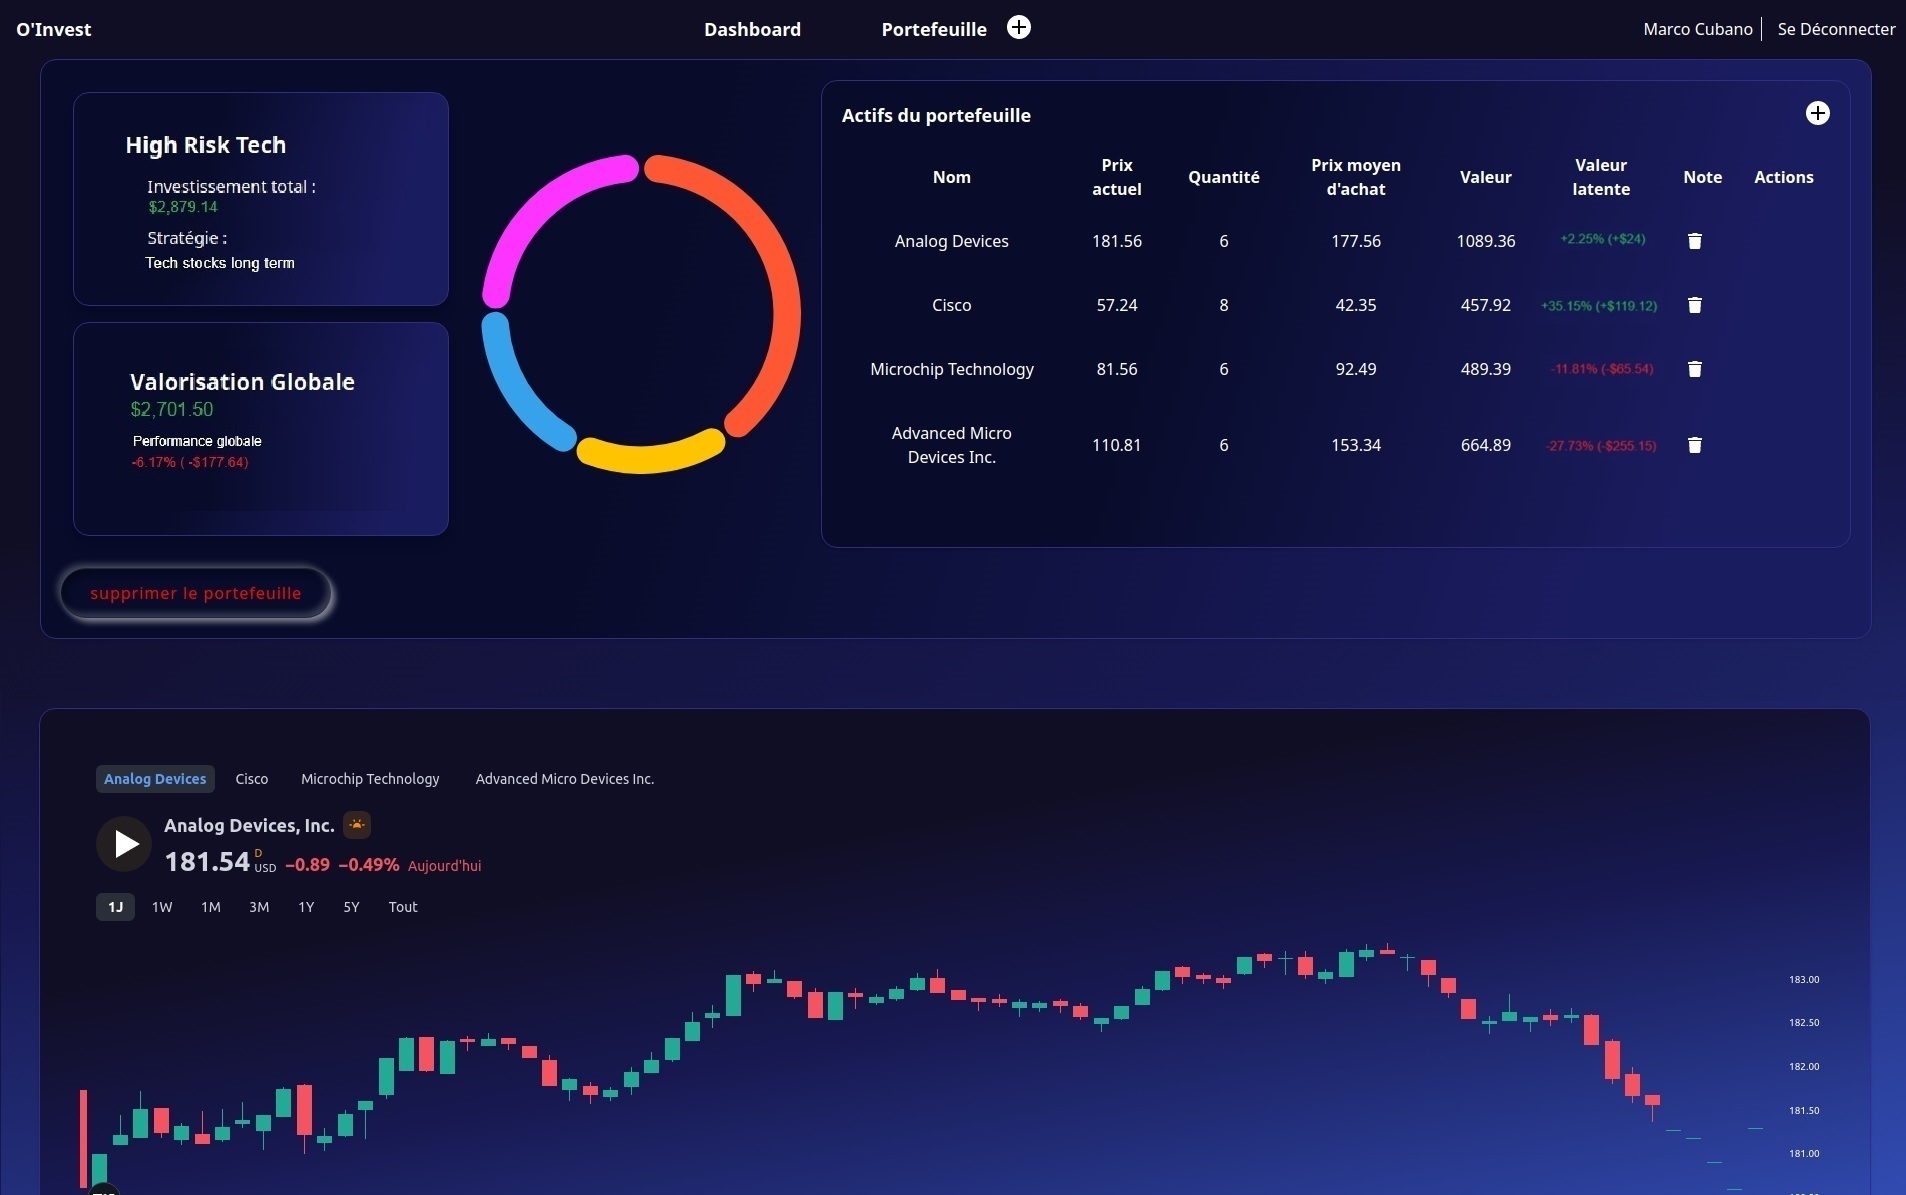 O'Invest
Dashboard
Portefeuille
Marco Cubano
Se Déconnecter
High Risk Tech
Investissement total :
$2,879.14
Stratégie :
Tech stocks long term
Valorisation Globale
$2,701.50
Performance globale
-6.17% ( -$177.64)
supprimer le portefeuille
Actifs du portefeuille
Nom
Prix
actuel
Quantité
Prix moyen
d'achat
Valeur
Valeur
latente
Note
Actions
Analog Devices 181.56 6 177.56 1089.36 +2.25% (+$24)
Cisco 57.24 8 42.35 457.92 +35.15% (+$119.12)
Microchip Technology 81.56 6 92.49 489.39 -11.81% (-$65.54)
Advanced Micro
Devices Inc. 110.81 6 153.34 664.89 -27.73% (-$255.15)
Analog Devices Cisco Microchip Technology Advanced Micro Devices Inc.
Analog Devices, Inc.
181.54 D USD −0.89 −0.49% Aujourd'hui
1J 1W 1M 3M 1Y 5Y Tout
183.00
182.50
182.00
181.50
181.00